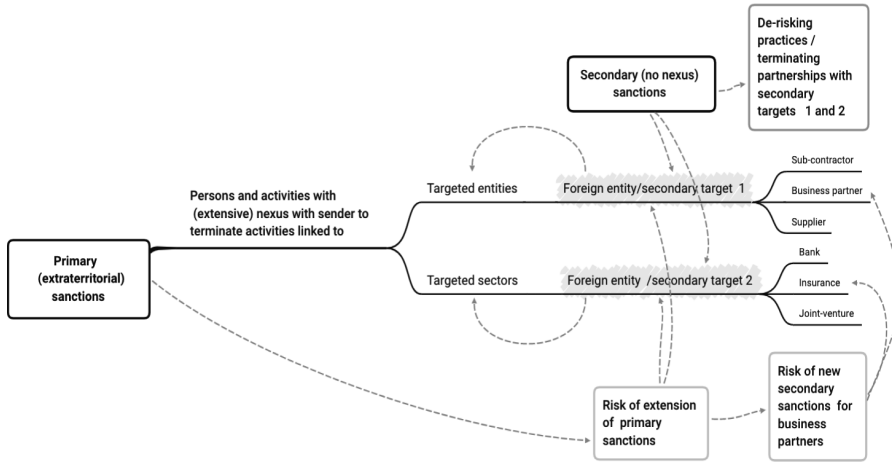 De-risking
practices /
terminating
partnerships with
secondary
targets 1 and 2
Secondary (no nexus)
sanctions
Sub-contractor
Targeted entities
Foreign entity/secondary target 1
Business partner
Persons and activities with
(extensive) nexus with sender to
terminate activities linked to
Supplier
Primary
(extraterritorial)
sanctions
Bank
Targeted sectors
Foreign entity /secondary target 2
Insurance
Joint-venture
Risk of extension
of primary
sanctions
Risk of new
secondary
sanctions for
business
partners